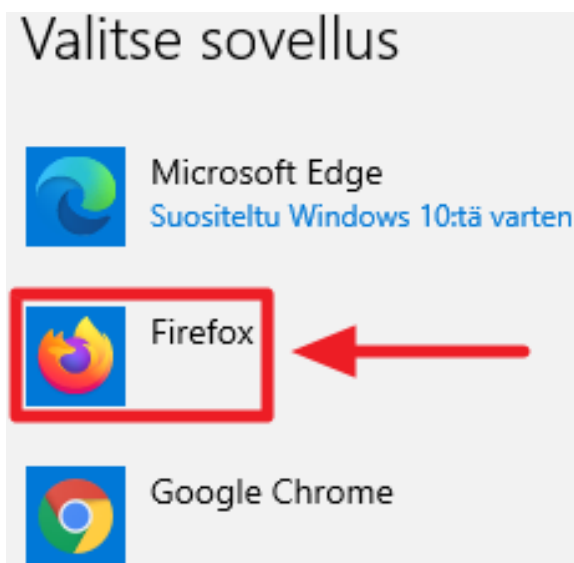 Valitse sovellus
Microsoft Edge
Suositeltu Windows 10:tä varten
Firefox
Google Chrome